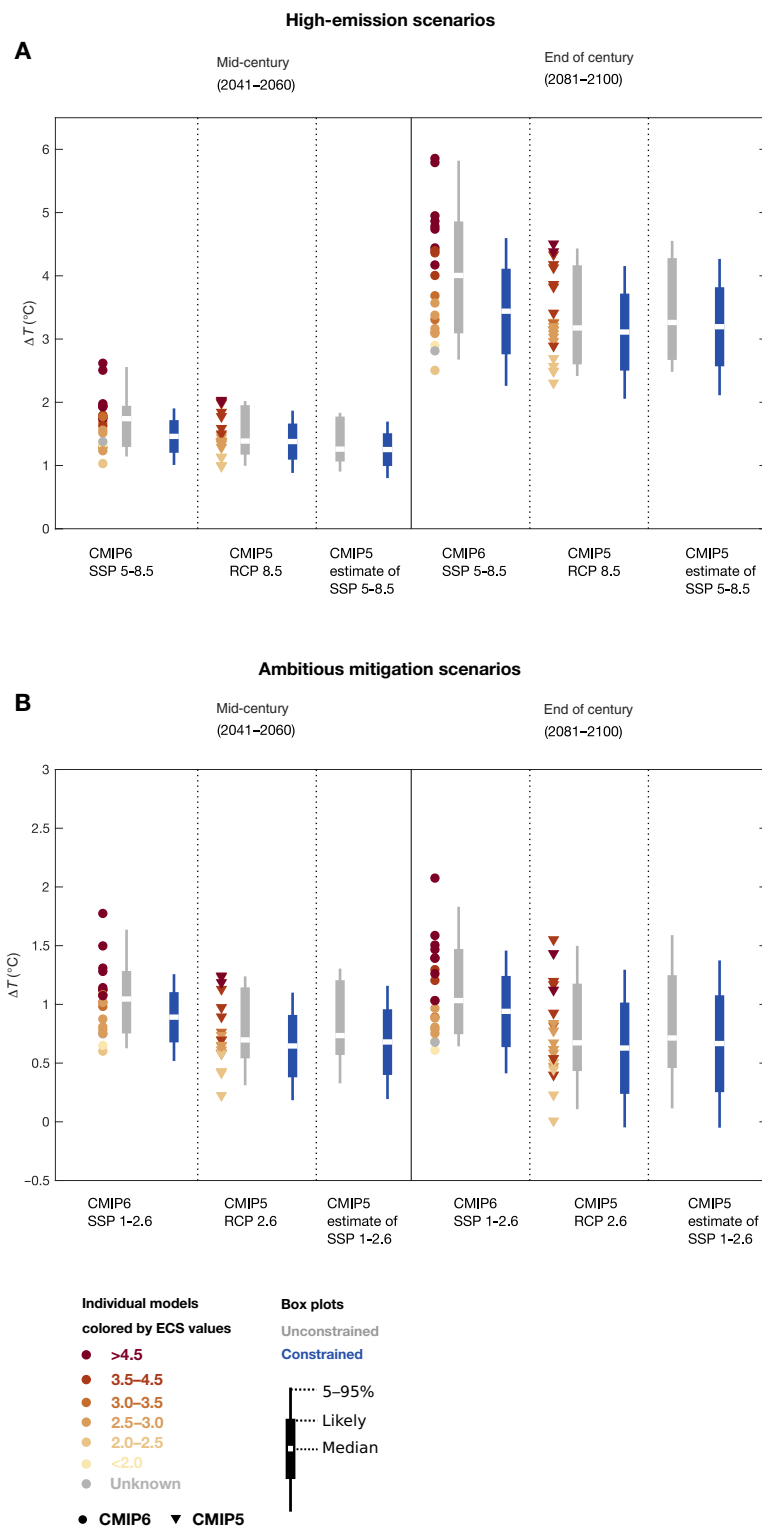 High-emission scenarios
A
Mid-century
(2041–2060)
End of century
(2081–2100)
6
5
4
3
2
1
0
ΔT (°C)
CMIP6
SSP 5-8.5
CMIP5
RCP 8.5
CMIP5
estimate of
SSP 5-8.5
CMIP6
SSP 5-8.5
CMIP5
RCP 8.5
CMIP5
estimate of
SSP 5-8.5
Ambitious mitigation scenarios
B
Mid-century
(2041–2060)
End of century
(2081–2100)
3
2.5
2
1.5
1
0.5
0
−0.5
ΔT (°C)
CMIP6
SSP 1-2.6
CMIP5
RCP 2.6
CMIP5
estimate of
SSP 1-2.6
CMIP6
SSP 1-2.6
CMIP5
RCP 2.6
CMIP5
estimate of
SSP 1-2.6
Individual models
colored by ECS values
>4.5
3.5–4.5
3.0–3.5
2.5–3.0
2.0–2.5
<2.0
Unknown
CMIP6 CMIP5
Box plots
Unconstrained
Constrained
5–95%
Likely
Median